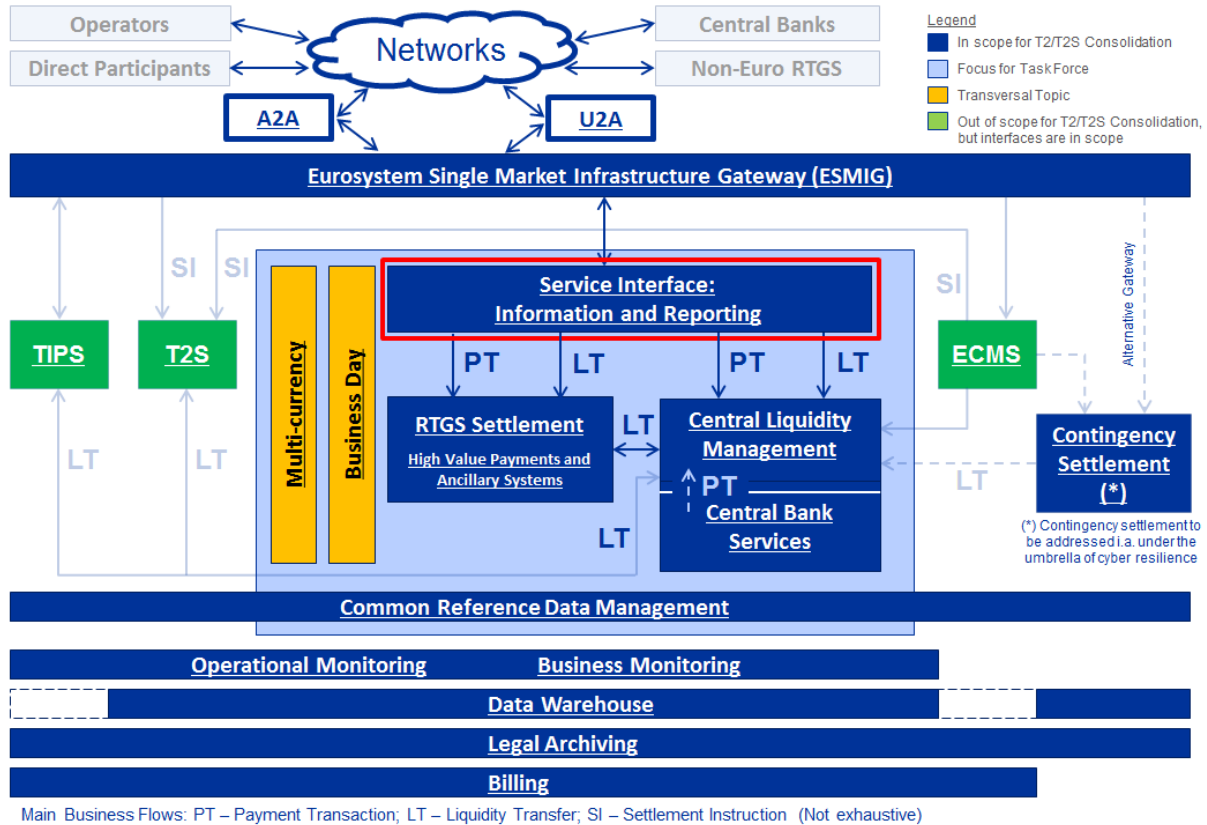 Operators
Direct Participants
Networks
Central Banks
Non-Euro RTGS
Legend
In scope for T2/T2S Consolidation
Focus for Task Force
Transversal Topic
Out of scope for T2/T2S Consolidation,
but interfaces are in scope
A2A
U2A
Eurosystem Single Market Infrastructure Gateway (ESMIG)
SI
SI
SI
Alternative Gateway
Service Interface:
Information and Reporting
TIPS
T2S
Multi-currency
Business Day
PT
LT
PT
LT
ECMS
RTGS Settlement
High Value Payments and
Ancillary Systems
LT
Central Liquidity
Management
PT
Central Bank
Services
LT
LT
LT
LT
Contingency
Settlement
(*)
(*) Contingency settlement to
be addressed i.a. under the
umbrella of cyber resilience
Common Reference Data Management
Operational Monitoring
Business Monitoring
Data Warehouse
Legal Archiving
Billing
Main Business Flows: PT – Payment Transaction; LT – Liquidity Transfer; SI – Settlement Instruction (Not exhaustive)